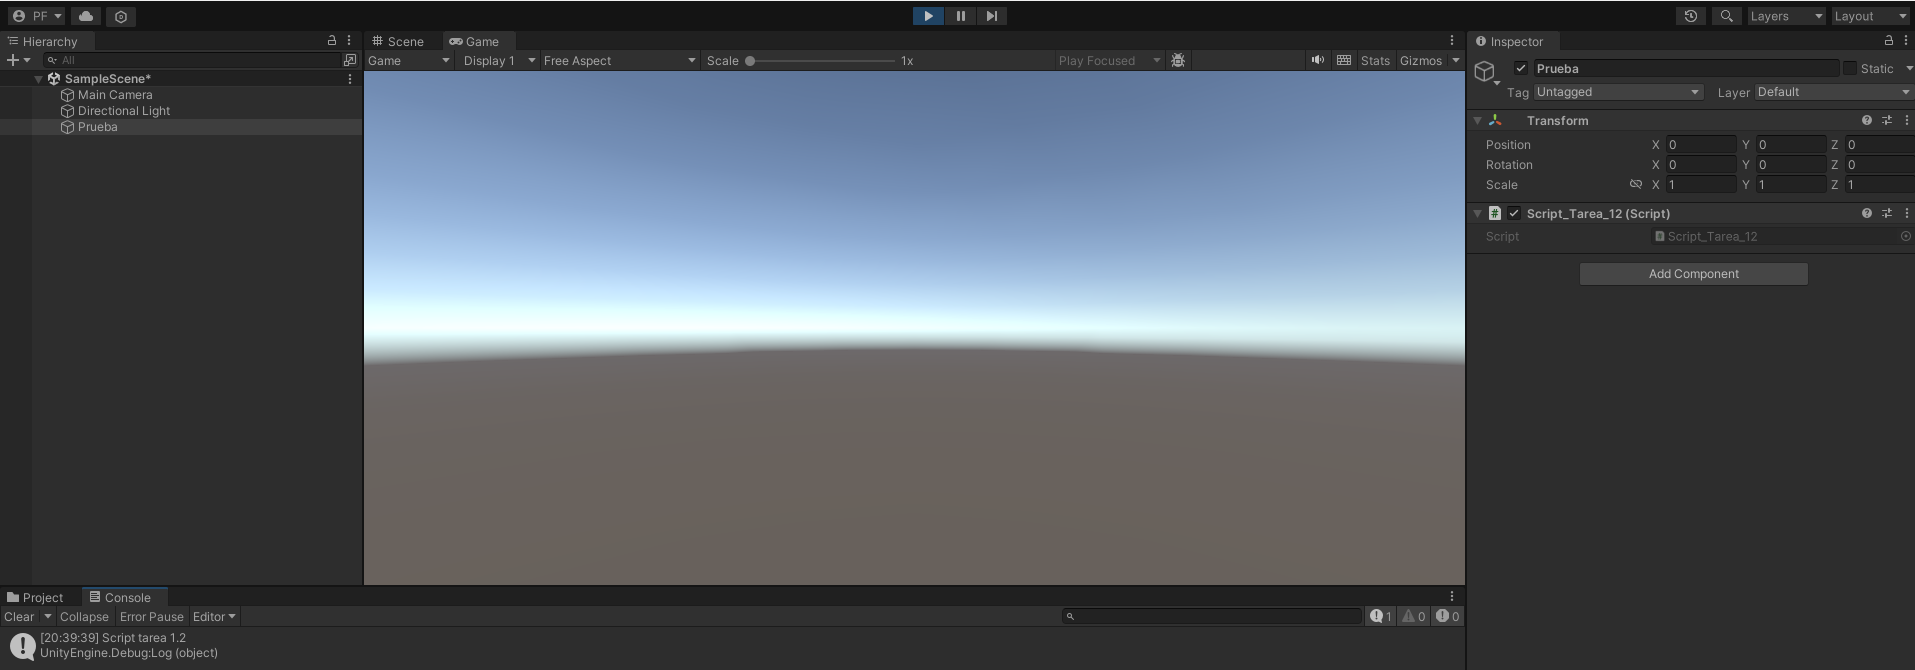 PF
Layers Layout
Hierarchy
All
SampleScene*
Main Camera
Directional Light
Prueba
Scene Game
Game Display 1 Free Aspect Scale 1x Play Focused Stats Gizmos
Inspector
Prueba Static
Tag Untagged Layer Default
Transform
Position X 0 Y 0 Z 0
Rotation X 0 Y 0 Z 0
Scale X 1 Y 1 Z 1
# Script_Tarea_12 (Script)
Script Script_Tarea_12
Add Component
Project Console
Clear Collapse Error Pause Editor 1 0 0
[20:39:39] Script tarea 1.2
UnityEngine.Debug:Log (object)